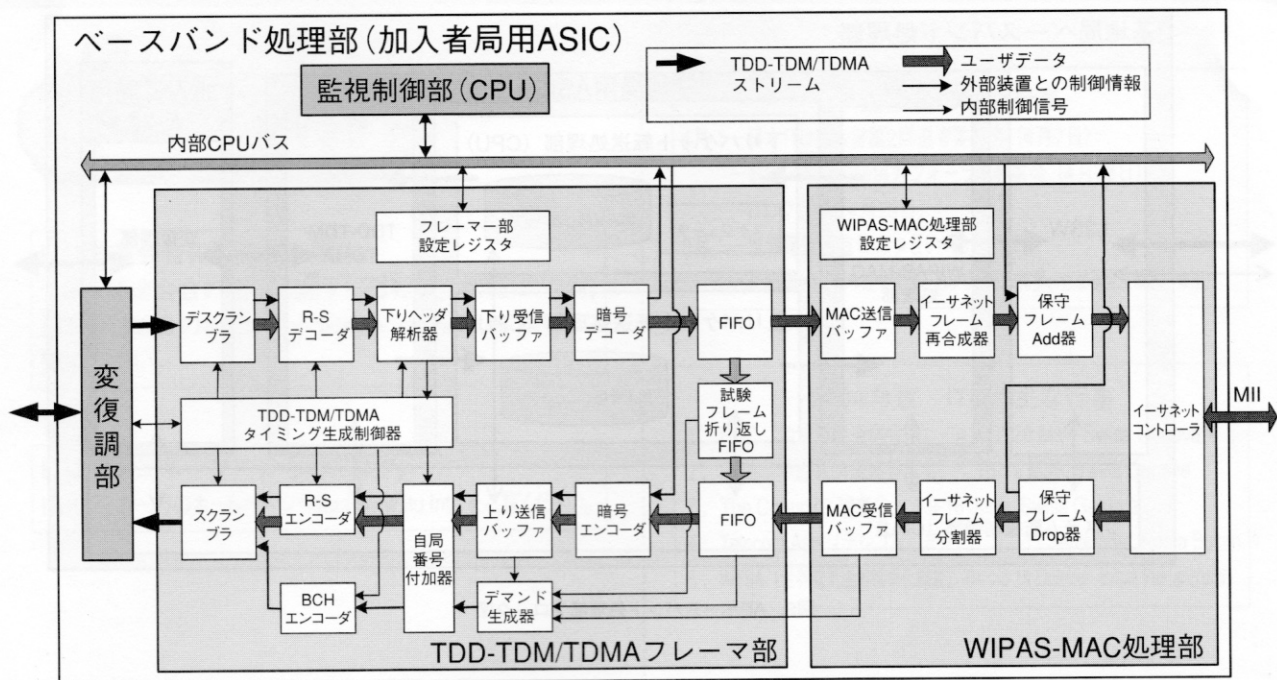 ベースバンド処理部(加入者局用ASIC)
監視制御部(CPU)
TDD-TDM/TDMA
ストリーム
ユーザデータ
外部装置との制御情報
内部制御信号
内部CPUバス
フレーマー部
設定レジスタ
WIPAS-MAC処理部
設定レジスタ
変復調部
デスクラン
ブラ
R-S
デコーダ
下りヘッダ
解析器
下り受信
バッファ
暗号
デコーダ
FIFO
MAC送信
バッファ
イーサネット
フレーム
再合成器
保守
フレーム
Add器
TDD-TDM/TDMA
タイミング生成制御器
試験
フレーム
折り返し
FIFO
イーサネット
コントローラ
MII
スクラン
ブラ
R-S
エンコーダ
自局
番号
付加器
上り送信
バッファ
暗号
エンコーダ
FIFO
MAC受信
バッファ
イーサネット
フレーム
分割器
保守
フレーム
Drop器
BCH
エンコーダ
デマンド
生成器
TDD-TDM/TDMAフレーマ部
WIPAS-MAC処理部